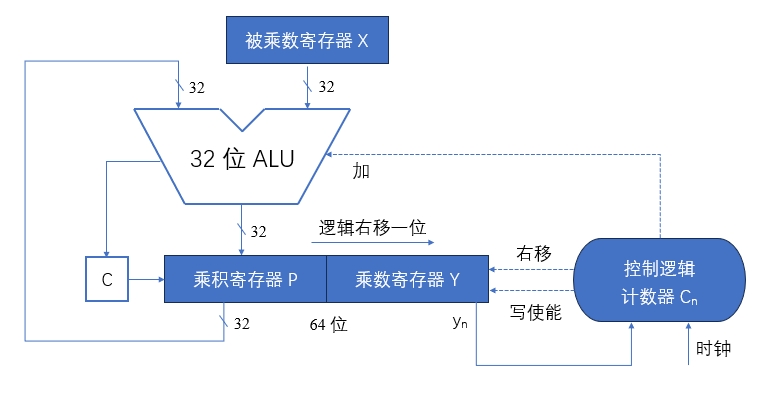 被乘数寄存器 X
32
32
32 位 ALU
加
32
逻辑右移一位
C
乘积寄存器 P
乘数寄存器 Y
右移
写使能
控制逻辑
计数器 Cn
32
64 位
yn
时钟